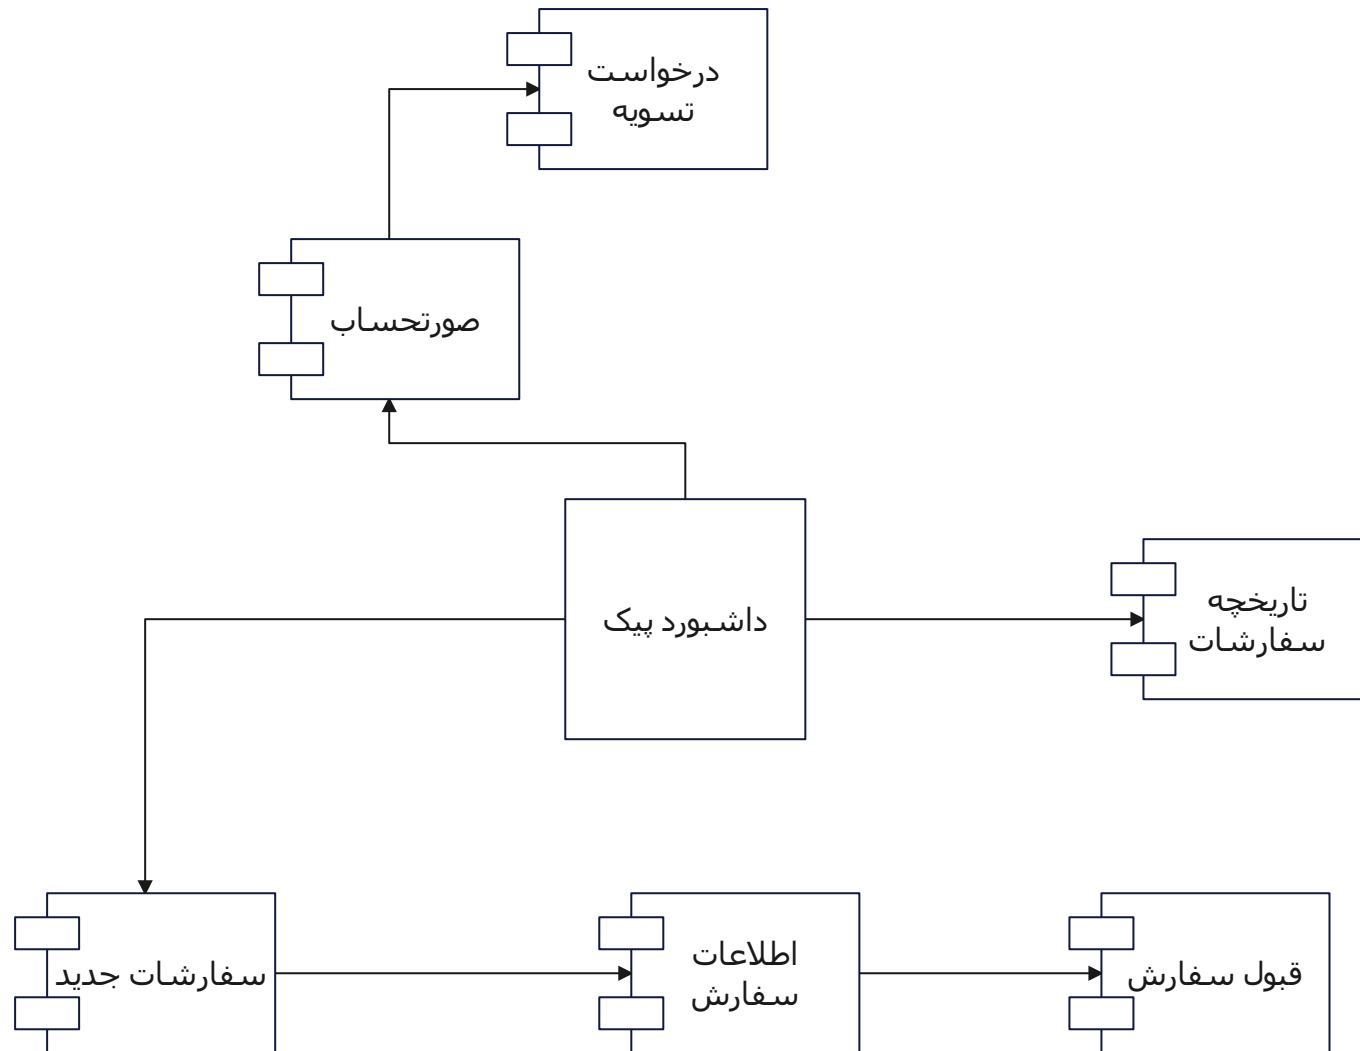 درخواست
تسویه
صورتحساب
داشبورد پیک
تاریخچه
سفارشات
سفارشات جدید
اطلاعات
سفارش
قبول سفارش